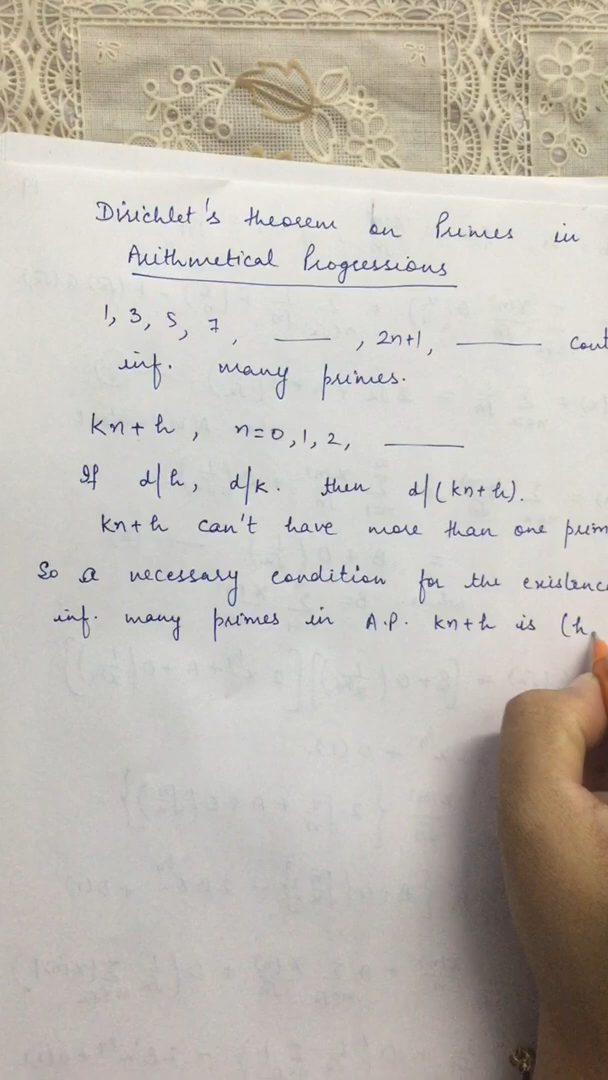 Dirichlet's theorem on Primes in
Arithmetical Progressions
1, 3, 5, 7, ——— , 2n+1, ——— cont
inf. many primes.
kn + h , n=0,1,2, ———
If d/h, d/k. then d/(kn+h).
kn+h can't have more than one prim
So a necessary condition for the existenc
inf. many primes in A.P. kn+h is (h